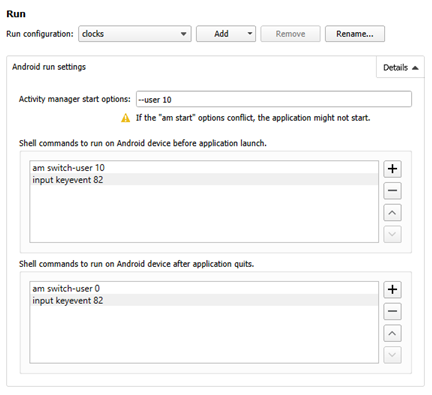 Run
Run configuration: clocks Add Remove Rename...
Android run settings Details
Activity manager start options: --user 10
If the "am start" options conflict, the application might not start.
Shell commands to run on Android device before application launch.
am switch-user 10
input keyevent 82
Shell commands to run on Android device after application quits.
am switch-user 0
input keyevent 82